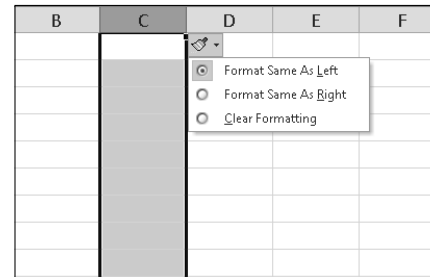 B C D E F
Format Same As Left
Format Same As Right
Clear Formatting